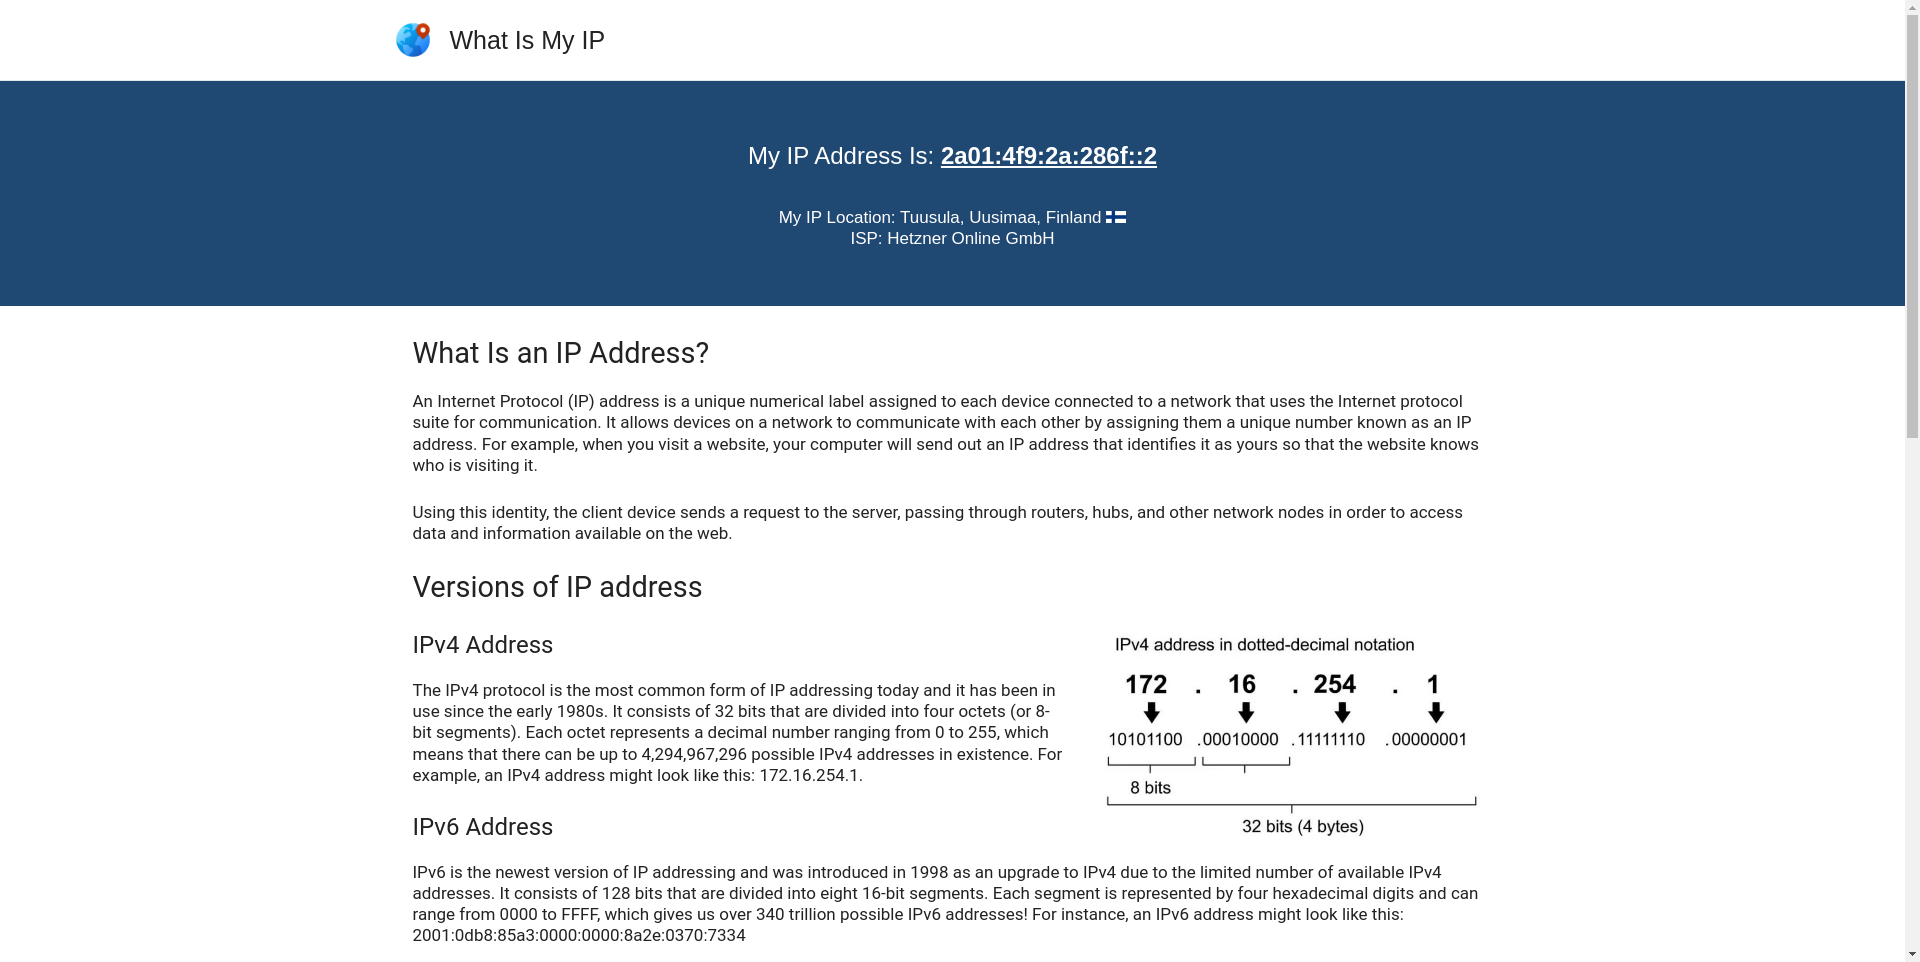 What Is My IP
My IP Address Is: 2a01:4f9:2a:286f::2
My IP Location: Tuusula, Uusimaa, Finland
ISP: Hetzner Online GmbH
What Is an IP Address?
An Internet Protocol (IP) address is a unique numerical label assigned to each device connected to a network that uses the Internet protocol
suite for communication. It allows devices on a network to communicate with each other by assigning them a unique number known as an IP
address. For example, when you visit a website, your computer will send out an IP address that identifies it as yours so that the website knows
who is visiting it.
Using this identity, the client device sends a request to the server, passing through routers, hubs, and other network nodes in order to access
data and information available on the web.
Versions of IP address
IPv4 Address
The IPv4 protocol is the most common form of IP addressing today and it has been in
use since the early 1980s. It consists of 32 bits that are divided into four octets (or 8-
bit segments). Each octet represents a decimal number ranging from 0 to 255, which
means that there can be up to 4,294,967,296 possible IPv4 addresses in existence. For
example, an IPv4 address might look like this: 172.16.254.1.
IPv4 address in dotted-decimal notation
172 . 16 . 254 . 1
10101100 .00010000 .11111110 .00000001
8 bits
32 bits (4 bytes)
IPv6 Address
IPv6 is the newest version of IP addressing and was introduced in 1998 as an upgrade to IPv4 due to the limited number of available IPv4
addresses. It consists of 128 bits that are divided into eight 16-bit segments. Each segment is represented by four hexadecimal digits and can
range from 0000 to FFFF, which gives us over 340 trillion possible IPv6 addresses! For instance, an IPv6 address might look like this:
2001:0db8:85a3:0000:0000:8a2e:0370:7334